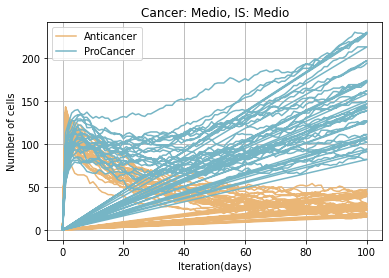 Cancer: Medio, IS: Medio
Anticancer
ProCancer
Number of cells
200
150
100
50
0
0 20 40 60 80 100
Iteration(days)